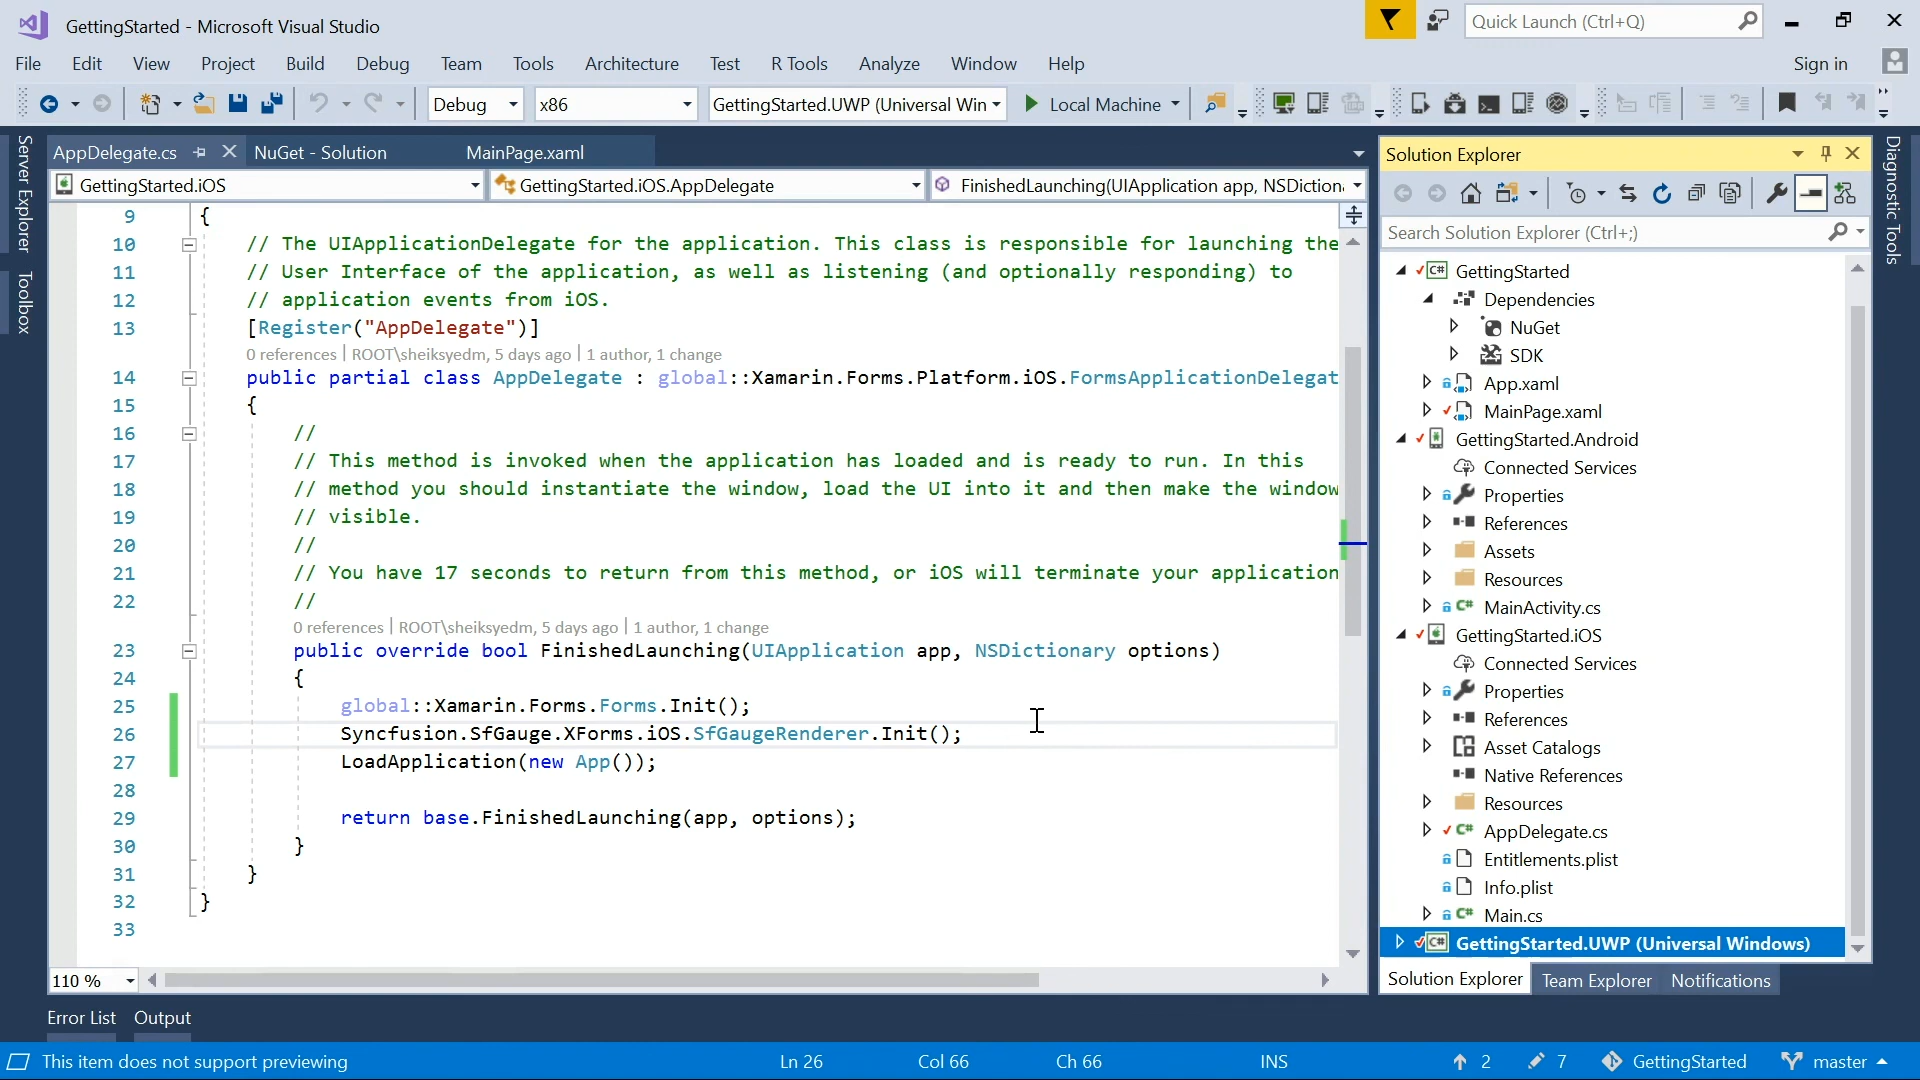 GettingStarted - Microsoft Visual Studio
Quick Launch (Ctrl+Q)
File Edit View Project Build Debug Team Tools Architecture Test R Tools Analyze Window Help
Sign in
Debug x86 GettingStarted.UWP (Universal Win Local Machine
Server Explorer
Toolbox
AppDelegate.cs NuGet - Solution MainPage.xaml
GettingStarted.iOS GettingStarted.iOS.AppDelegate FinishedLaunching(UIApplication app, NSDiction
9 {
10 // The UIApplicationDelegate for the application. This class is responsible for launching the
11 // User Interface of the application, as well as listening (and optionally responding) to
12 // application events from iOS.
13 [Register("AppDelegate")]
0 references | ROOT\sheiksyedm, 5 days ago | 1 author, 1 change
14 public partial class AppDelegate : global::Xamarin.Forms.Platform.iOS.FormsApplicationDelegat
15 {
16 //
17 // This method is invoked when the application has loaded and is ready to run. In this
18 // method you should instantiate the window, load the UI into it and then make the window
19 // visible.
20 //
21 // You have 17 seconds to return from this method, or iOS will terminate your application
22 //
0 references | ROOT\sheiksyedm, 5 days ago | 1 author, 1 change
23 public override bool FinishedLaunching(UIApplication app, NSDictionary options)
24 {
25 global::Xamarin.Forms.Forms.Init();
26 Syncfusion.SfGauge.XForms.iOS.SfGaugeRenderer.Init();
27 LoadApplication(new App());
28
29 return base.FinishedLaunching(app, options);
30 }
31 }
32 }
33
110 %
Solution Explorer
Search Solution Explorer (Ctrl+;)
C# GettingStarted
Dependencies
NuGet
SDK
App.xaml
MainPage.xaml
GettingStarted.Android
Connected Services
Properties
References
Assets
Resources
C# MainActivity.cs
GettingStarted.iOS
Connected Services
Properties
References
Asset Catalogs
Native References
Resources
C# AppDelegate.cs
Entitlements.plist
Info.plist
C# Main.cs
C# GettingStarted.UWP (Universal Windows)
Solution Explorer Team Explorer Notifications
Diagnostic Tools
Error List Output
This item does not support previewing Ln 26 Col 66 Ch 66 INS 2 7 GettingStarted master